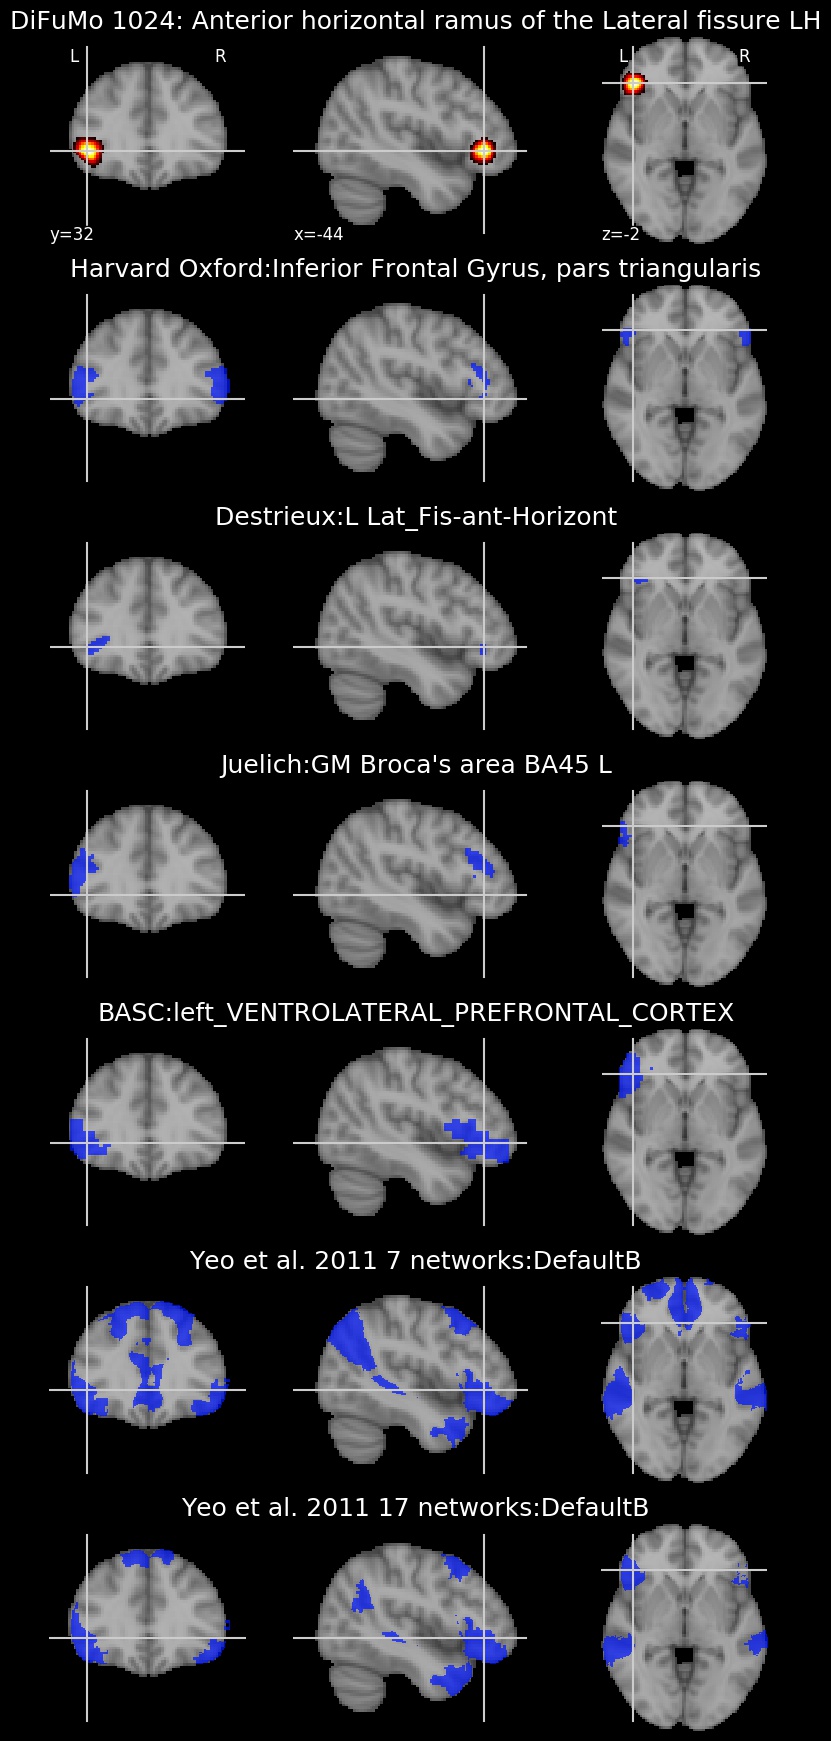 DiFuMo 1024: Anterior horizontal ramus of the Lateral fissure LH
L R L R
y=32 x=-44 z=-2
Harvard Oxford:Inferior Frontal Gyrus, pars triangularis
Destrieux:L Lat_Fis-ant-Horizont
Juelich:GM Broca's area BA45 L
BASC:left_VENTROLATERAL_PREFRONTAL_CORTEX
Yeo et al. 2011 7 networks:DefaultB
Yeo et al. 2011 17 networks:DefaultB